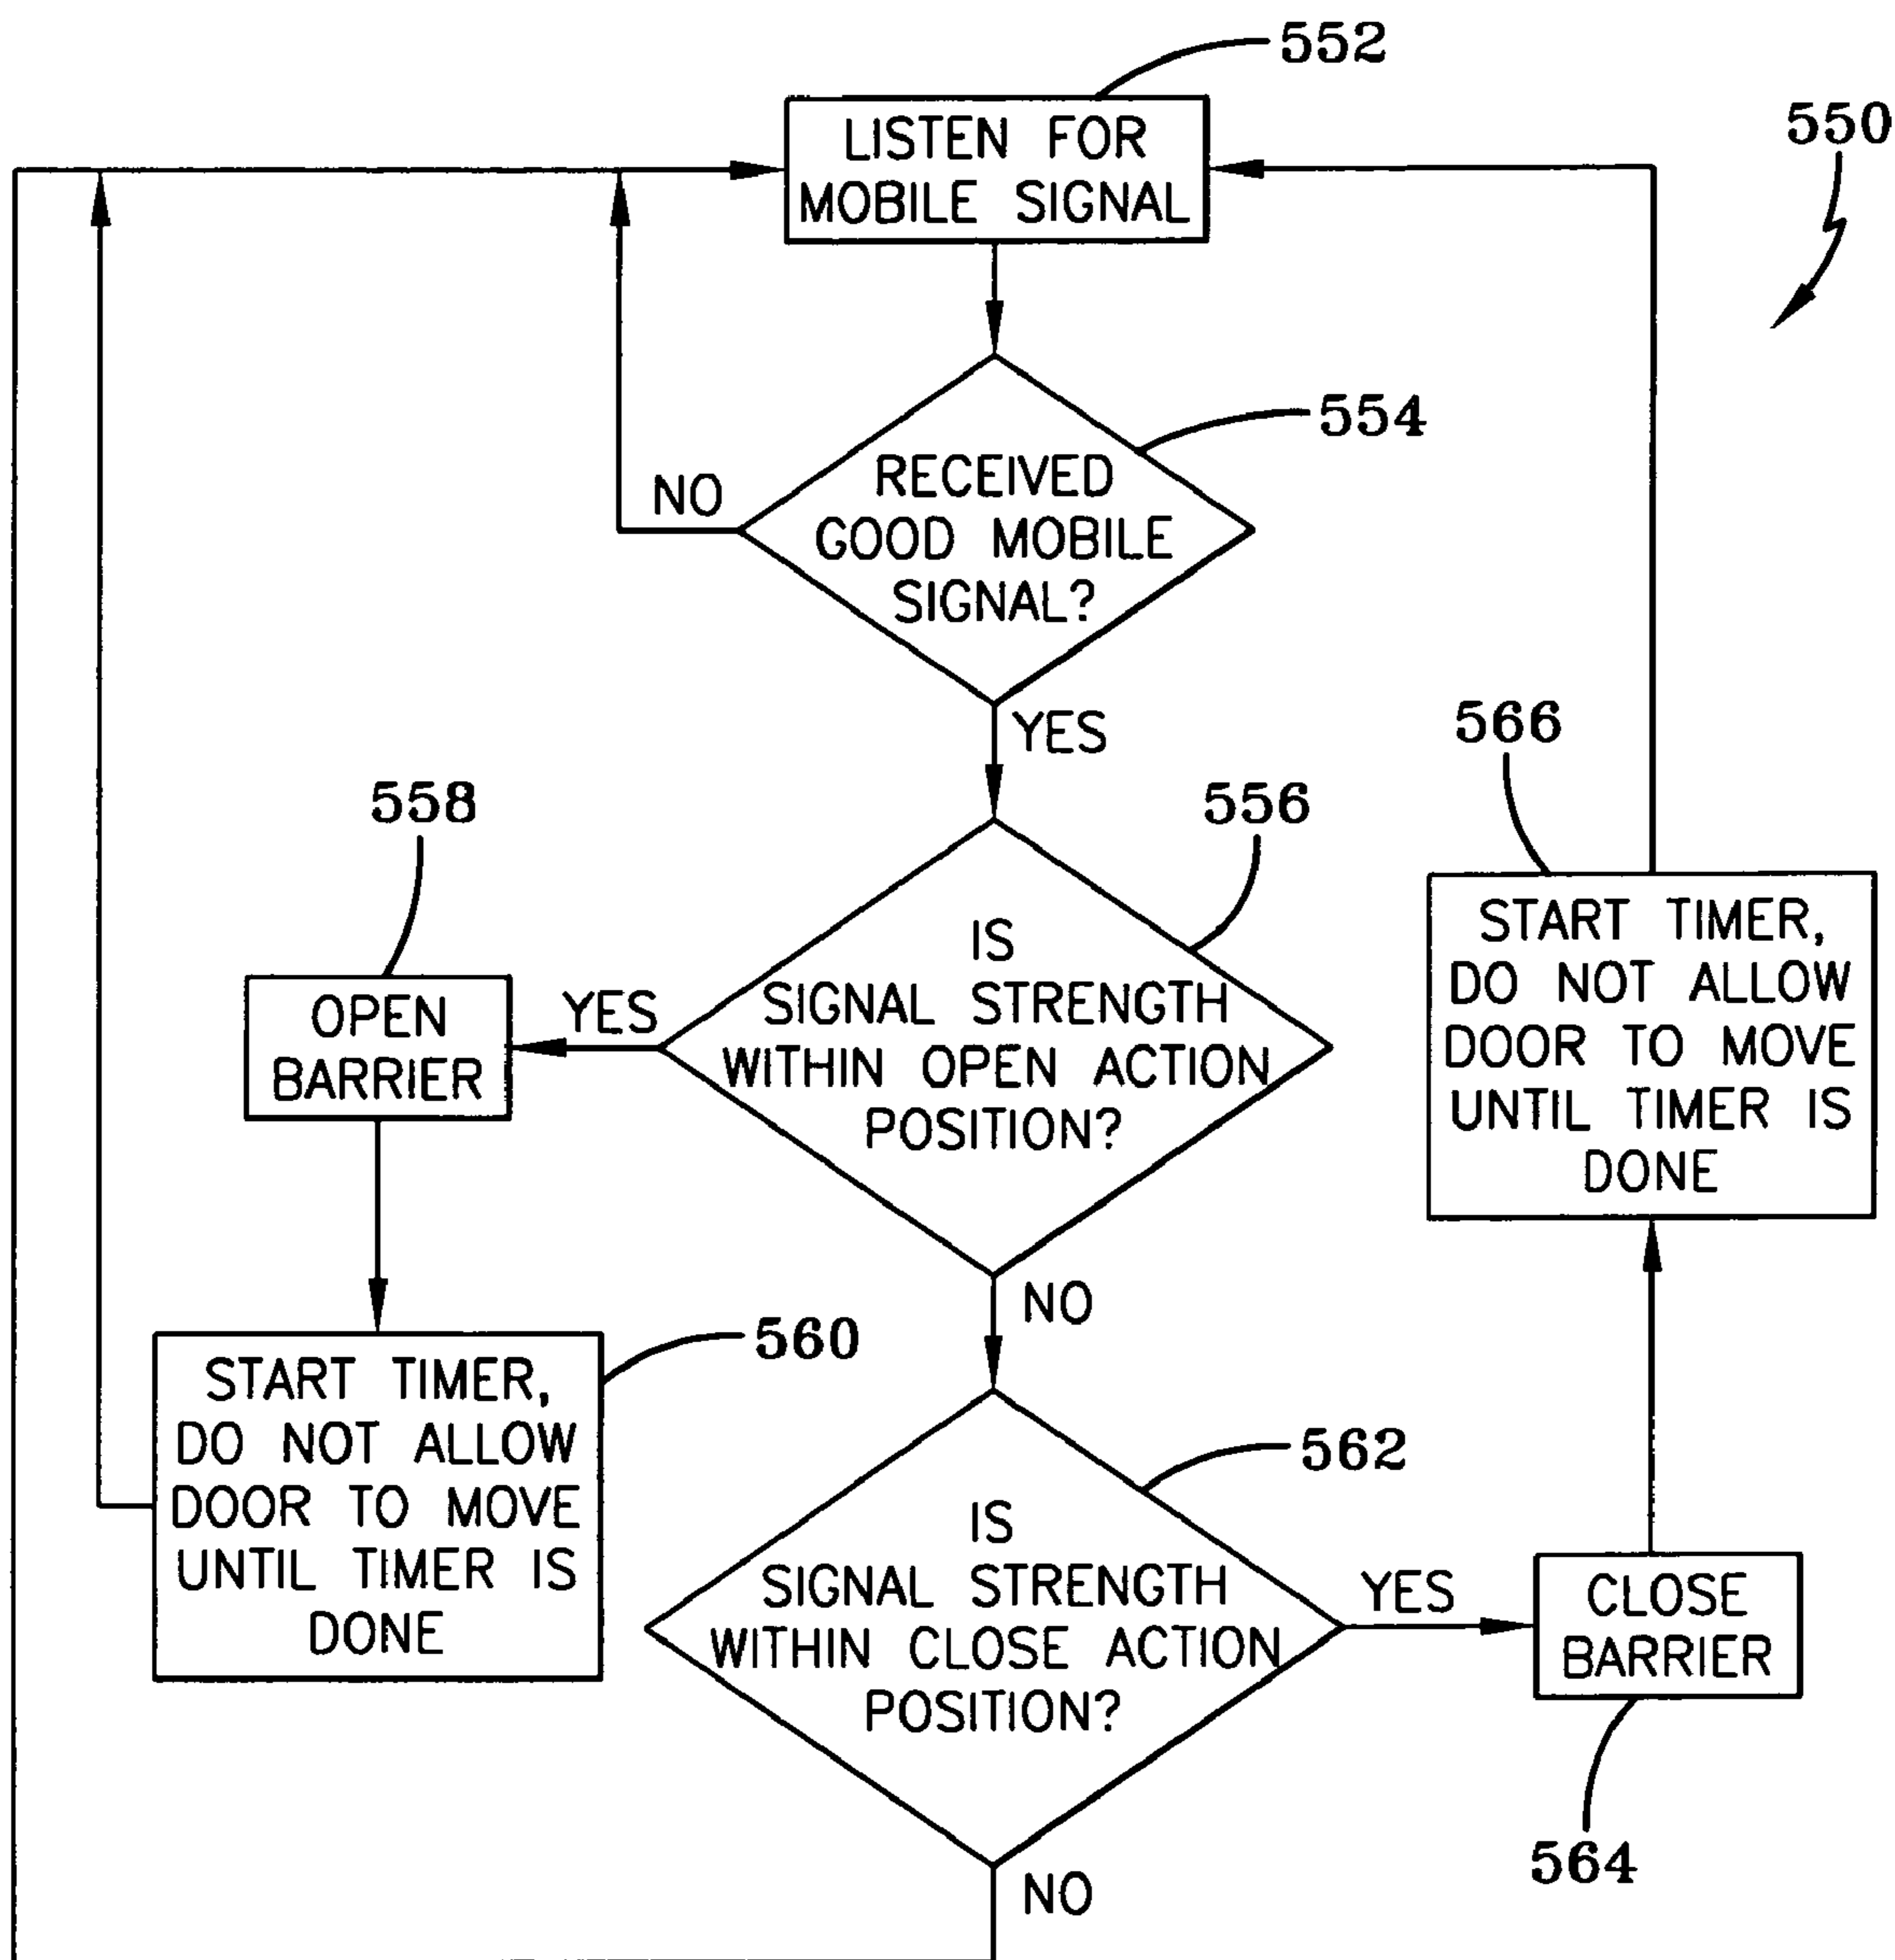 552
LISTEN FOR
MOBILE SIGNAL
550
554
RECEIVED
GOOD MOBILE
SIGNAL?
NO
YES
566
558
556
IS
SIGNAL STRENGTH
WITHIN OPEN ACTION
POSITION?
YES
OPEN
BARRIER
START TIMER,
DO NOT ALLOW
DOOR TO MOVE
UNTIL TIMER IS
DONE
NO
560
START TIMER,
DO NOT ALLOW
DOOR TO MOVE
UNTIL TIMER IS
DONE
562
IS
SIGNAL STRENGTH
WITHIN CLOSE ACTION
POSITION?
YES
CLOSE
BARRIER
564
NO